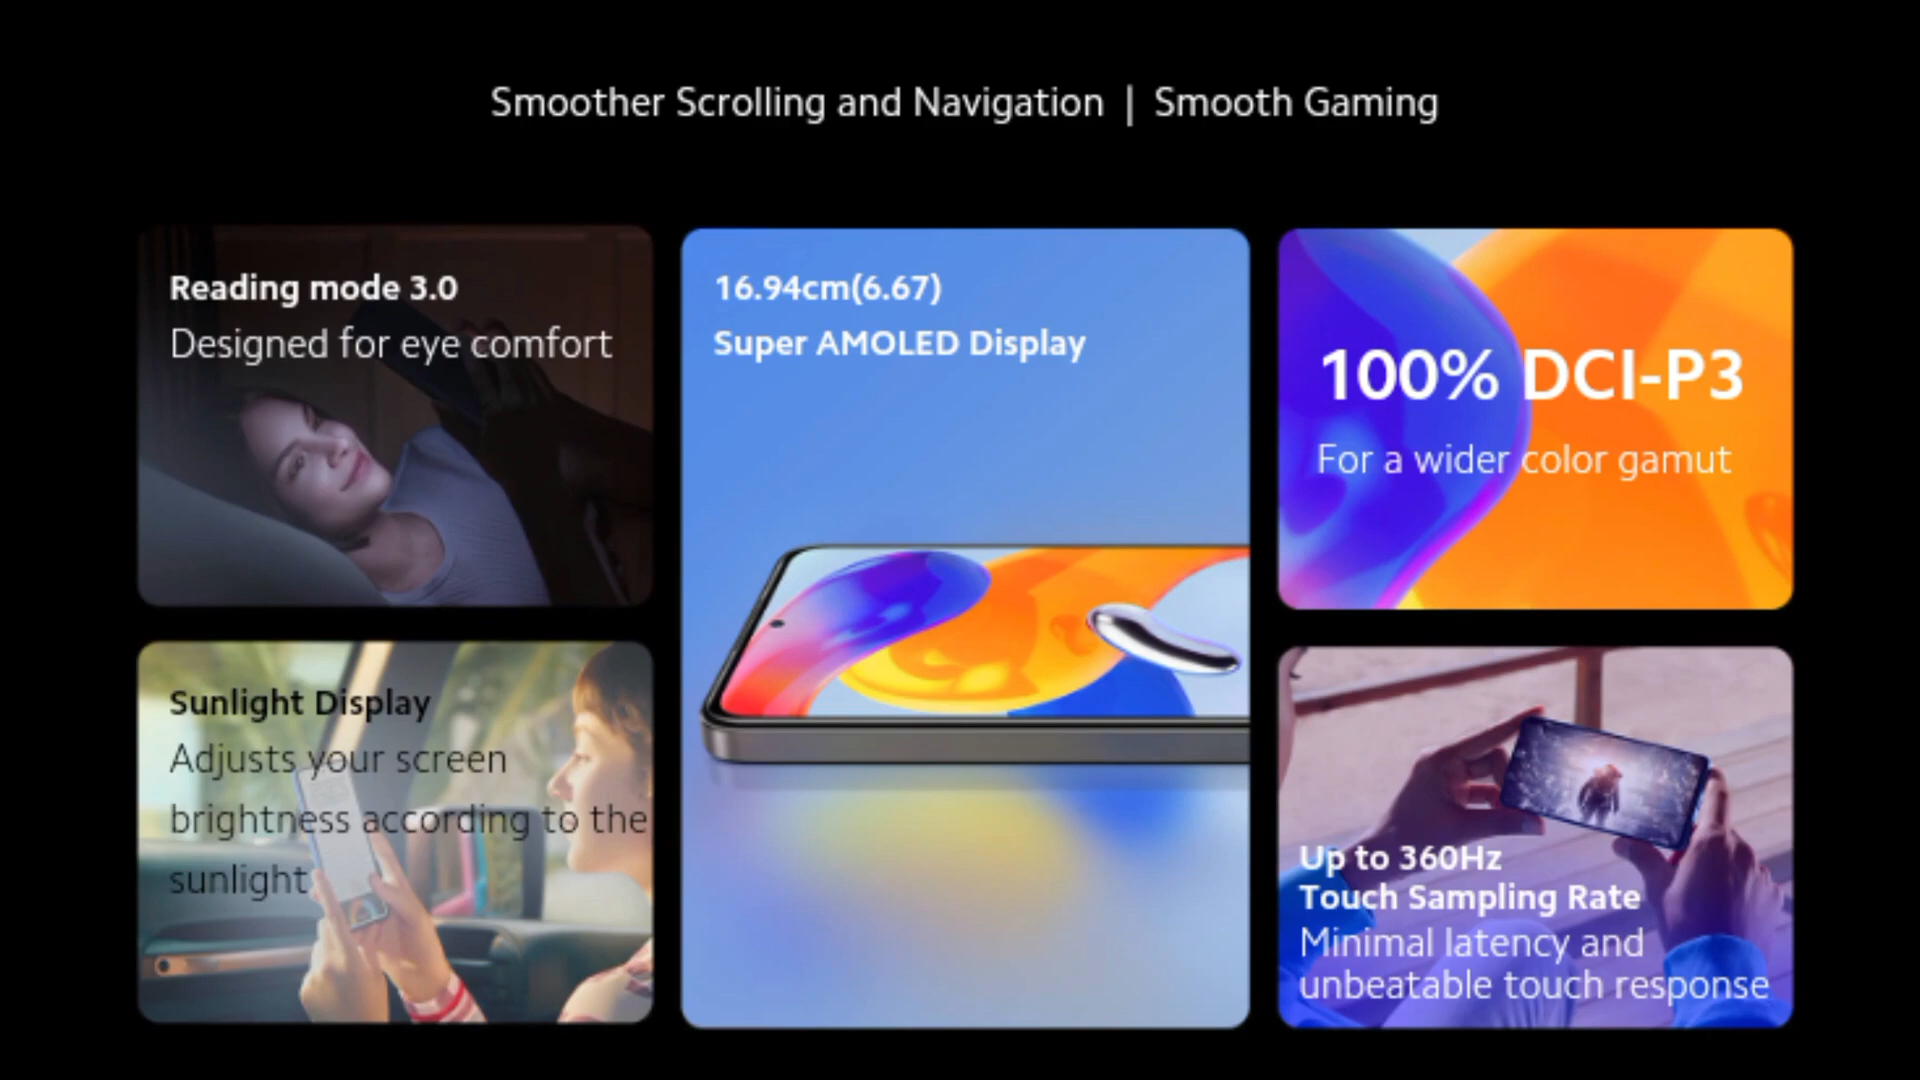 Smoother Scrolling and Navigation | Smooth Gaming
Reading mode 3.0
Designed for eye comfort
16.94cm(6.67)
Super AMOLED Display
100% DCI-P3
For a wider color gamut
Sunlight Display
Adjusts your screen
brightness according to the
sunlight
Up to 360Hz
Touch Sampling Rate
Minimal latency and
unbeatable touch response